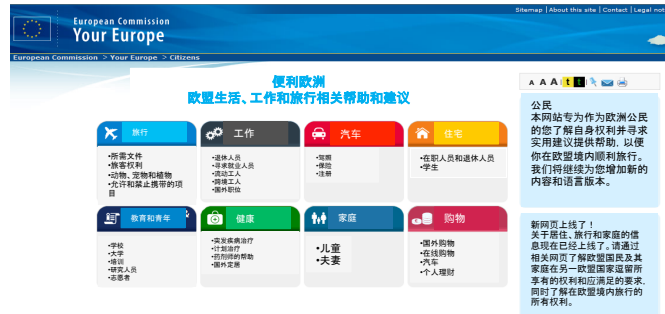 Sitemap | About this site | Contact | Legal not
European Commission
Your Europe
European Commission > Your Europe > Citizens
便利欧洲
欧盟生活、工作和旅行相关帮助和建议
A A A t t
旅行
•所需文件
•旅客权利
•动物、宠物和植物
•允许和禁止携带的项
目
工作
•退休人员
•寻求就业人员
•流动工人
•跨境工人
•国外职位
汽车
•驾照
•保险
•注册
住宅
•在职人员和退休人员
•学生
教育和青年
•学校
•大学
•培训
•研究人员
•志愿者
健康
•突发疾病治疗
•计划治疗
•药剂师的帮助
•国外定居
家庭
•儿童
•夫妻
购物
•国外购物
•在线购物
•汽车
•个人理财
公民
本网站专为作为欧洲公民
的您了解自身权利并寻求
实用建议提供帮助, 以便
你在欧盟境内顺利旅行。
我们将继续为您增加新的
内容和语言版本。
新网页上线了！
关于居住、旅行和家庭的信
息现在已经上线了。请通过
相关网页了解欧盟国民及其
家庭在另一欧盟国家逗留所
享有的权利和应满足的要求,
同时了解在欧盟境内旅行的
所有权利。